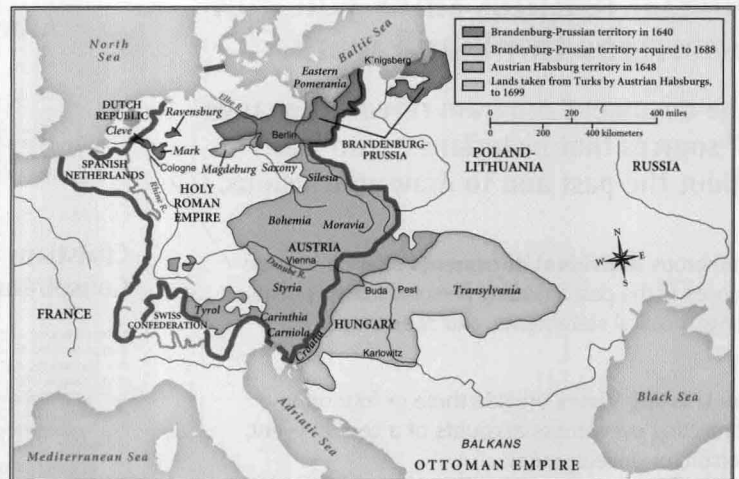 Brandenburg-Prussian territory in 1640
Brandenburg-Prussian territory acquired to 1688
Austrian Habsburg territory in 1648
Lands taken from Turks by Austrian Habsburgs,
to 1699
0 200 400 miles
0 200 400 kilometers
North
Sea
Baltic Sea
K'nigsberg
Eastern
Pomerania
DUTCH
REPUBLIC
Ravensburg
Elbe R.
Cleve
Berlin
Mark
BRANDENBURG-
PRUSSIA
POLAND-
LITHUANIA
RUSSIA
SPANISH
NETHERLANDS
Cologne
Magdeburg
Saxony
Silesia
Rhine R.
HOLY
ROMAN
EMPIRE
Bohemia
Moravia
AUSTRIA
Vienna
Danube R.
N
W
E
S
Styria
Buda
Pest
Transylvania
FRANCE
SWISS
CONFEDERATION
Tyrol
Carinthia
Carniola
Croatia
HUNGARY
Karlowitz
Adriatic Sea
Black Sea
BALKANS
Mediterranean Sea
OTTOMAN EMPIRE